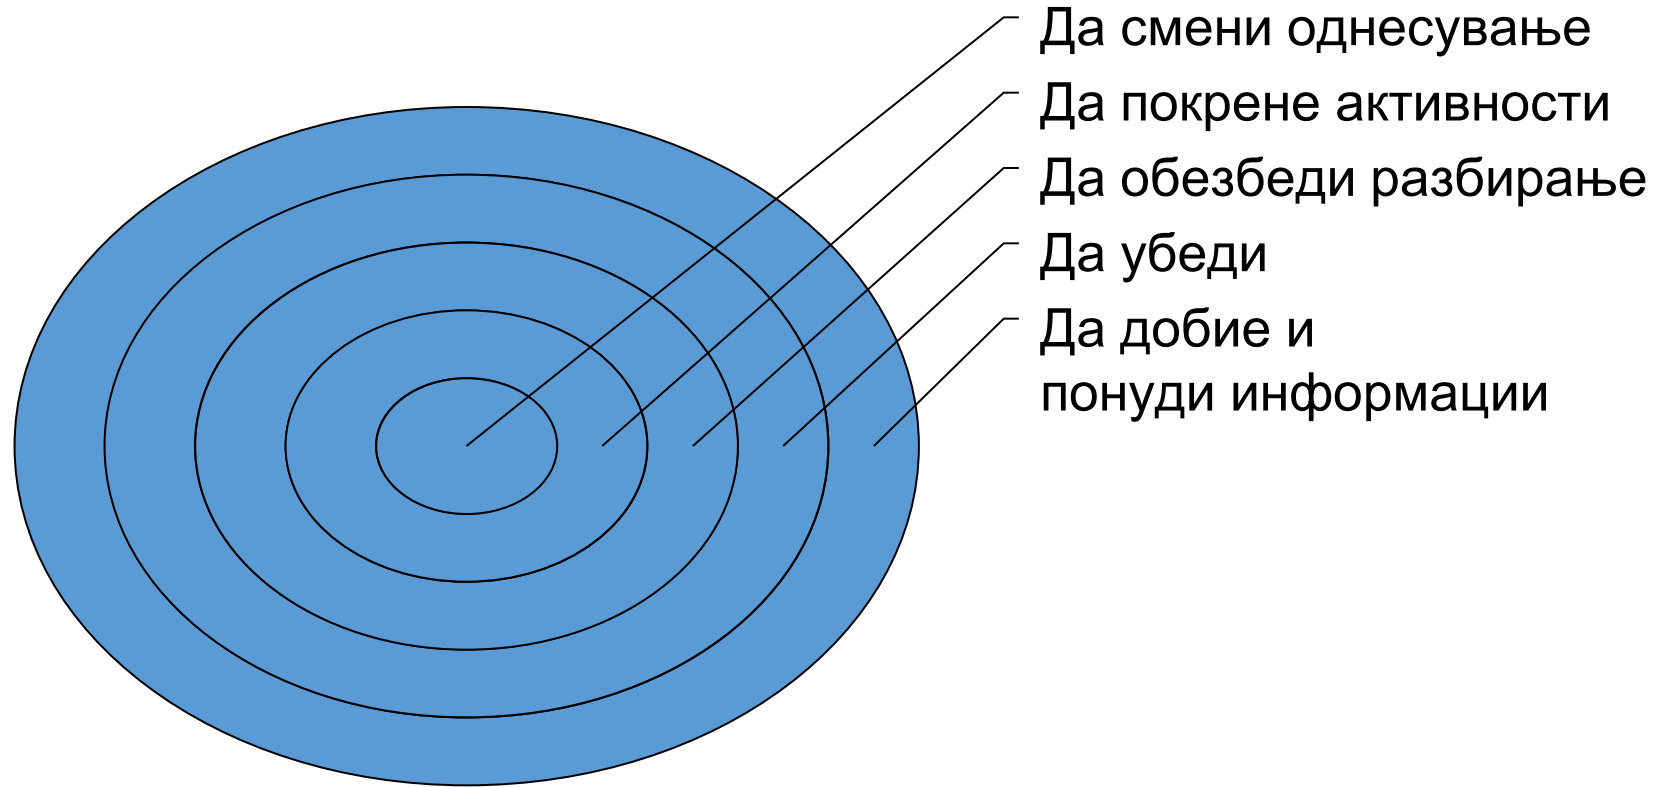 Да смени однесување
Да покрене активности
Да обезбеди разбирање
Да убеди
Да добие и
понуди информации